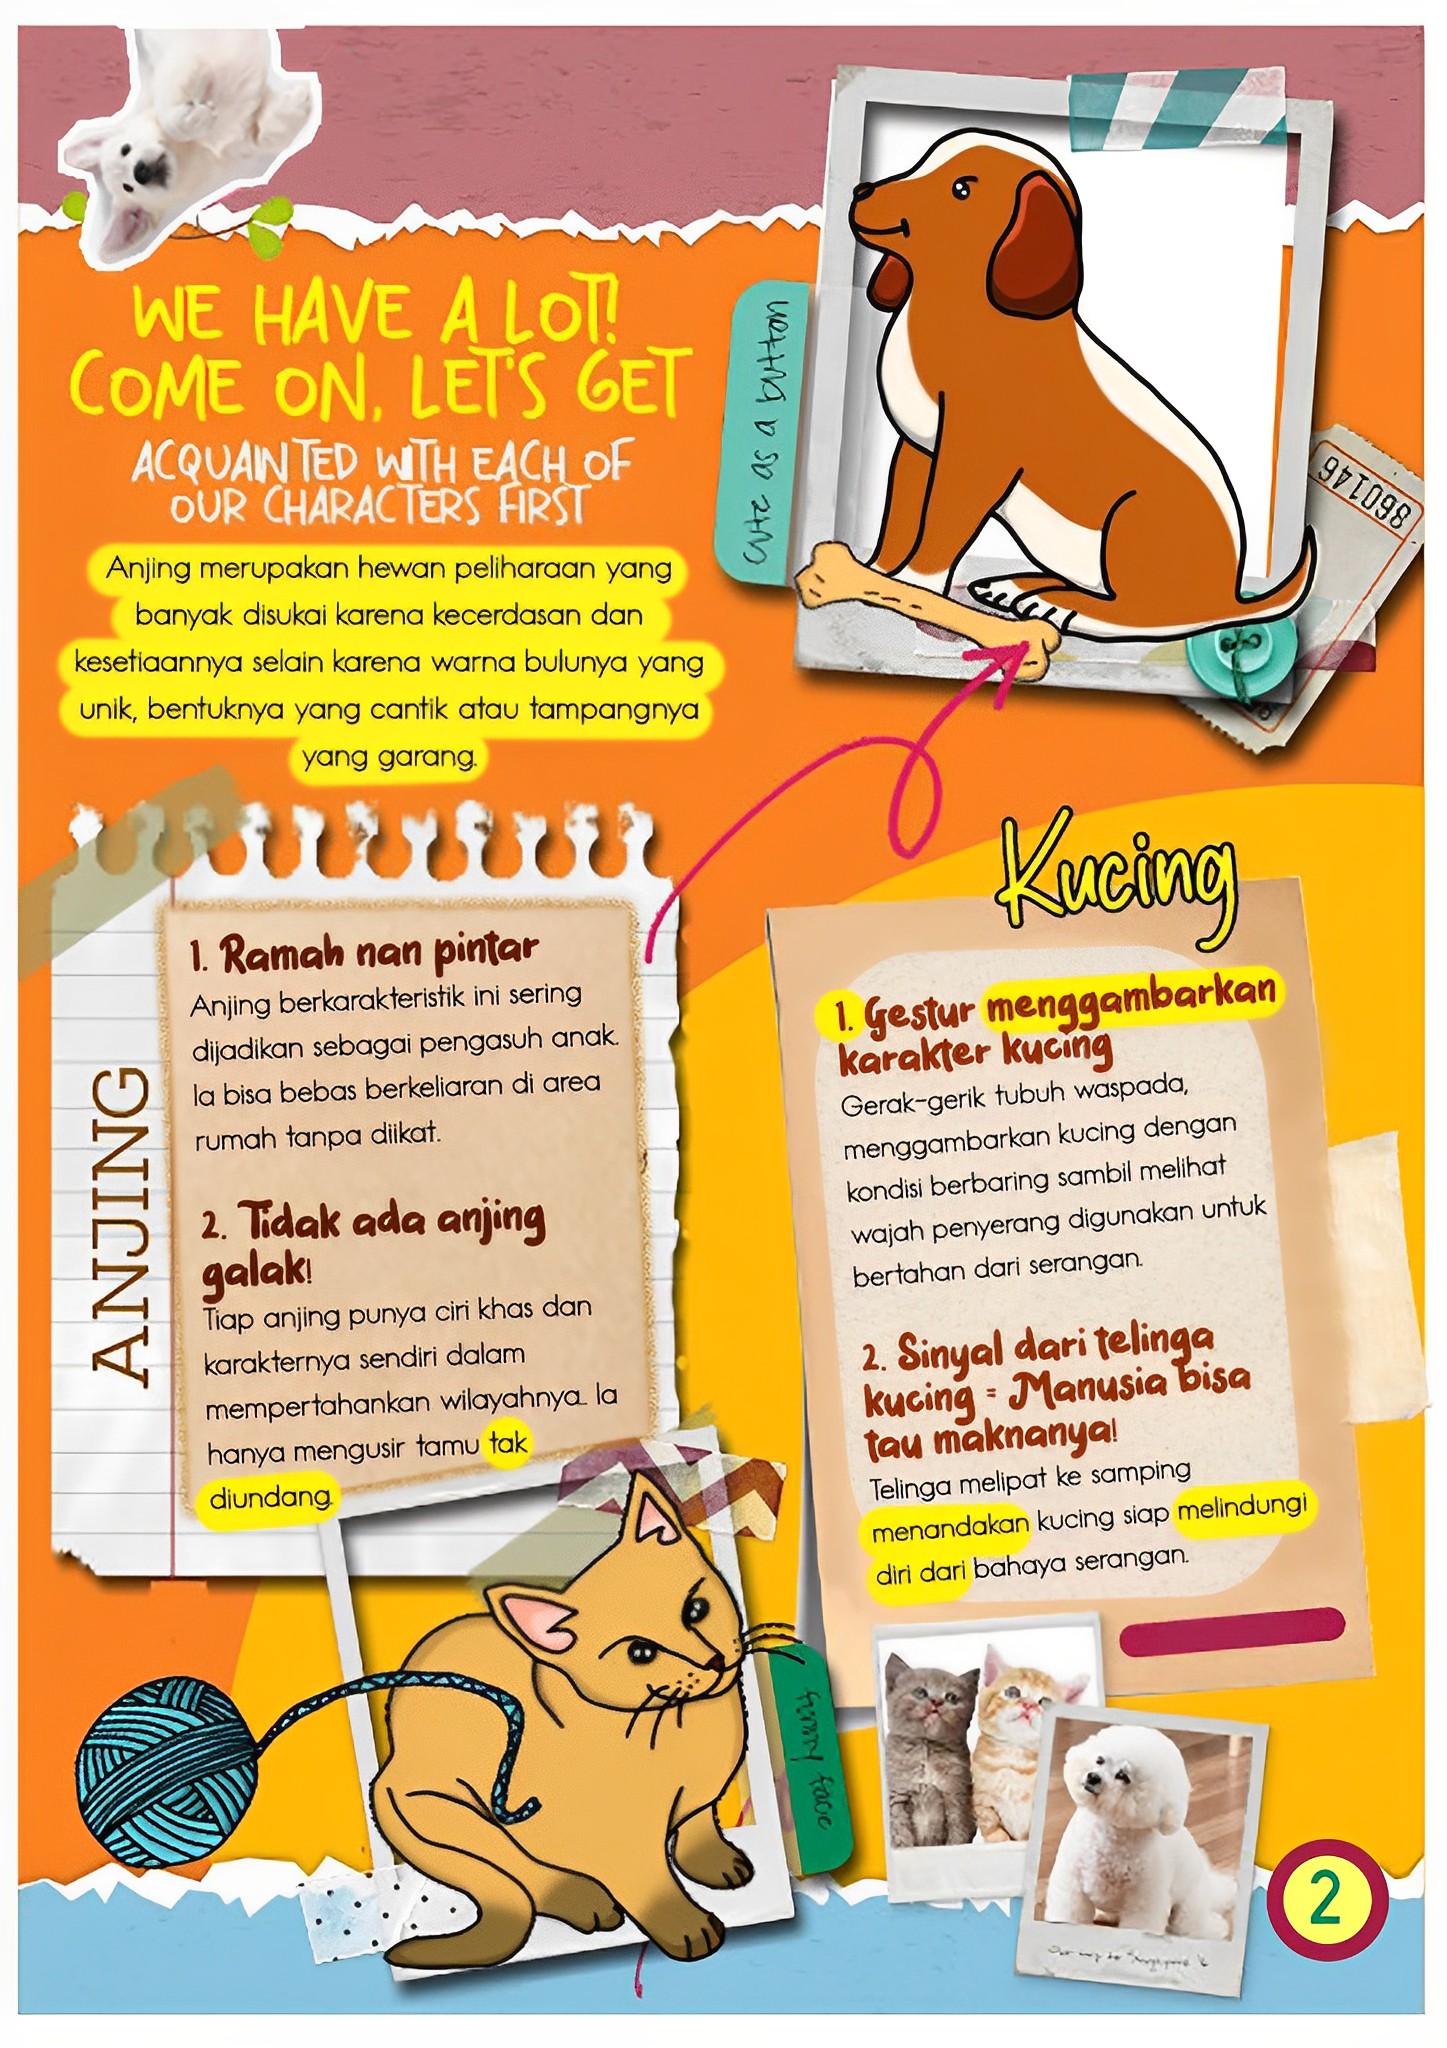 WE HAVE A LOT!
COME ON, LET'S GET
ACQUAINTED WITH EACH OF
OUR CHARACTERS FIRST
cute as a button
860146
Anjing merupakan hewan peliharaan yang
banyak disukai karena kecerdasan dan
kesetiaannya selain karena warna bulunya yang
unik, bentuknya yang cantik atau tampangnya
yang garang.
ANJING
1. Ramah nan pintar
Anjing berkarakteristik ini sering
dijadikan sebagai pengasuh anak.
Ia bisa bebas berkeliaran di area
rumah tanpa diikat.
2. Tidak ada anjing
galak!
Tiap anjing punya ciri khas dan
karakternya sendiri dalam
mempertahankan wilayahnya. Ia
hanya mengusir tamu tak
diundang.
Kucing
1. Gestur menggambarkan
karakter kucing
Gerak-gerik tubuh waspada,
menggambarkan kucing dengan
kondisi berbaring sambil melihat
wajah penyerang digunakan untuk
bertahan dari serangan.
2. Sinyal dari telinga
kucing = Manusia bisa
tau maknanya!
Telinga melipat ke samping
menandakan kucing siap melindungi
diri dari bahaya serangan.
funny face
2